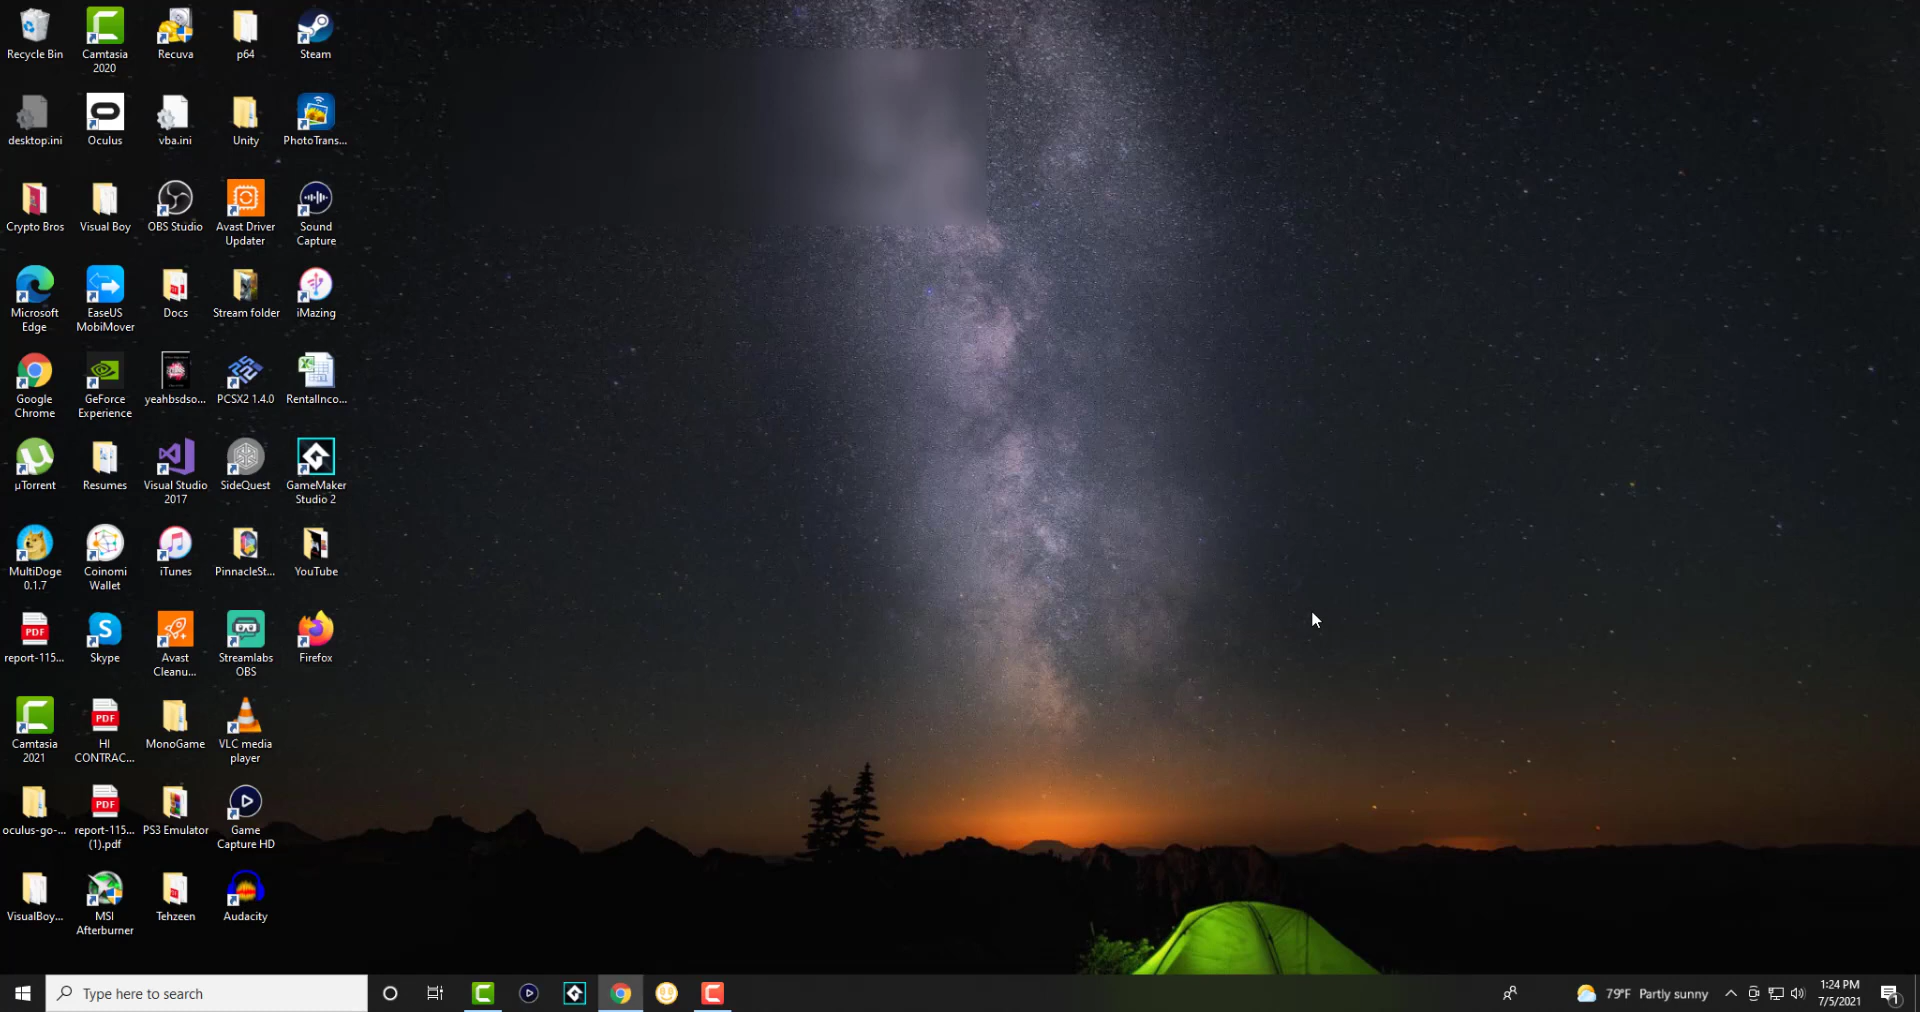 Recycle Bin
Camtasia
2020
Recuva
p64
Steam
desktop.ini
Oculus
vba.ini
Unity
PhotoTrans...
Crypto Bros
Visual Boy
OBS Studio
Avast Driver
Updater
Sound
Capture
Microsoft
Edge
EaseUS
MobiMover
Docs
Stream folder
iMazing
Google
Chrome
GeForce
Experience
yeahbsdso...
PCSX2 1.4.0
RentalInco...
µTorrent
Resumes
Visual Studio
2017
SideQuest
GameMaker
Studio 2
MultiDoge
0.1.7
Coinomi
Wallet
iTunes
PinnacleSt...
YouTube
PDF
report-115...
Skype
Avast
Cleanu...
Streamlabs
OBS
Firefox
Camtasia
2021
PDF
HI
CONTRAC...
MonoGame
VLC media
player
oculus-go-...
PDF
report-115...
(1).pdf
PS3 Emulator
Game
Capture HD
VisualBoy...
MSI
Afterburner
Tehzeen
Audacity
Type here to search
79°F Partly sunny
1:24 PM
7/5/2021
1